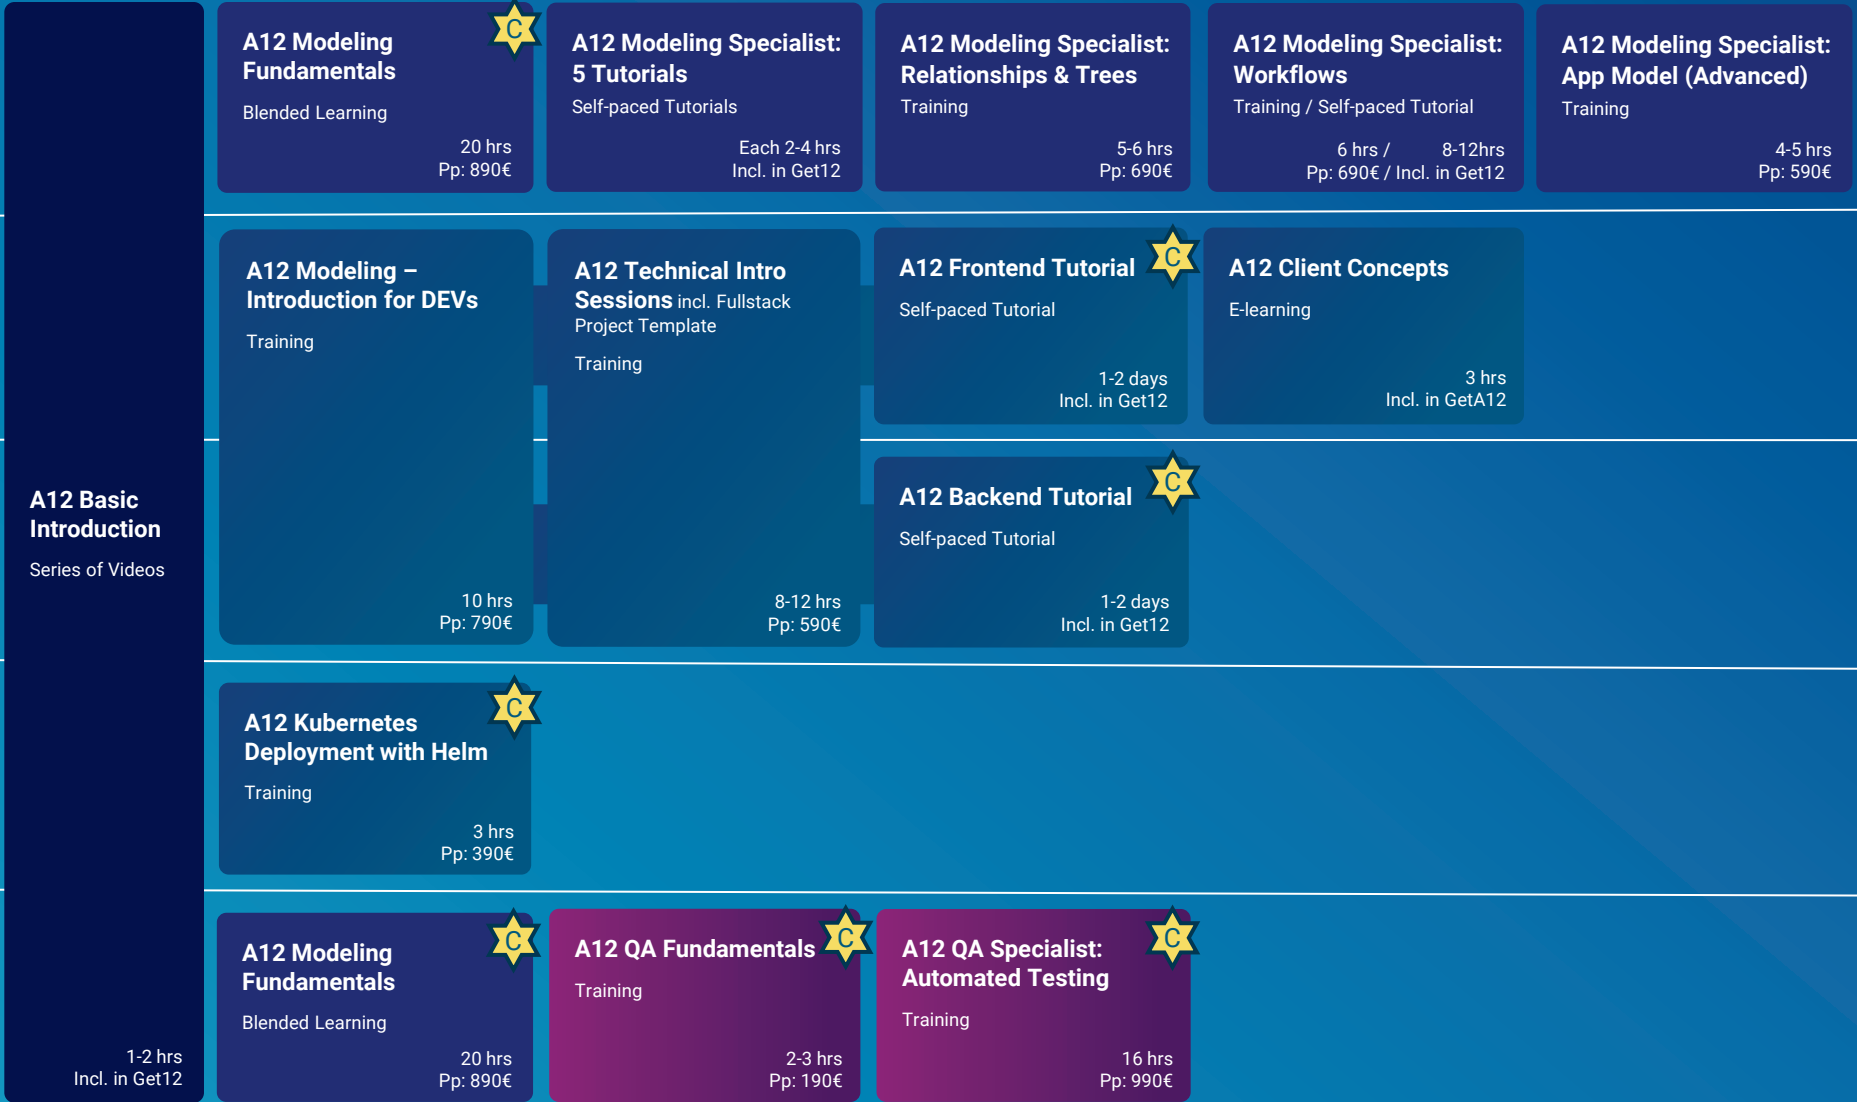 A12 Basic
Introduction
Series of Videos
1-2 hrs
Incl. in Get12
A12 Modeling
Fundamentals
Blended Learning
20 hrs
Pp: 890€
C
A12 Modeling Specialist:
5 Tutorials
Self-paced Tutorials
Each 2-4 hrs
Incl. in Get12
A12 Modeling Specialist:
Relationships & Trees
Training
5-6 hrs
Pp: 690€
A12 Modeling Specialist:
Workflows
Training / Self-paced Tutorial
6 hrs / 8-12hrs
Pp: 690€ / Incl. in Get12
A12 Modeling Specialist:
App Model (Advanced)
Training
4-5 hrs
Pp: 590€
A12 Modeling –
Introduction for DEVs
Training
10 hrs
Pp: 790€
A12 Technical Intro
Sessions incl. Fullstack
Project Template
Training
8-12 hrs
Pp: 590€
A12 Frontend Tutorial
C
Self-paced Tutorial
1-2 days
Incl. in Get12
A12 Client Concepts
E-learning
3 hrs
Incl. in GetA12
A12 Backend Tutorial
C
Self-paced Tutorial
1-2 days
Incl. in Get12
A12 Kubernetes
Deployment with Helm
C
Training
3 hrs
Pp: 390€
A12 Modeling
Fundamentals
C
Blended Learning
20 hrs
Pp: 890€
A12 QA Fundamentals
C
Training
2-3 hrs
Pp: 190€
A12 QA Specialist:
Automated Testing
C
Training
16 hrs
Pp: 990€